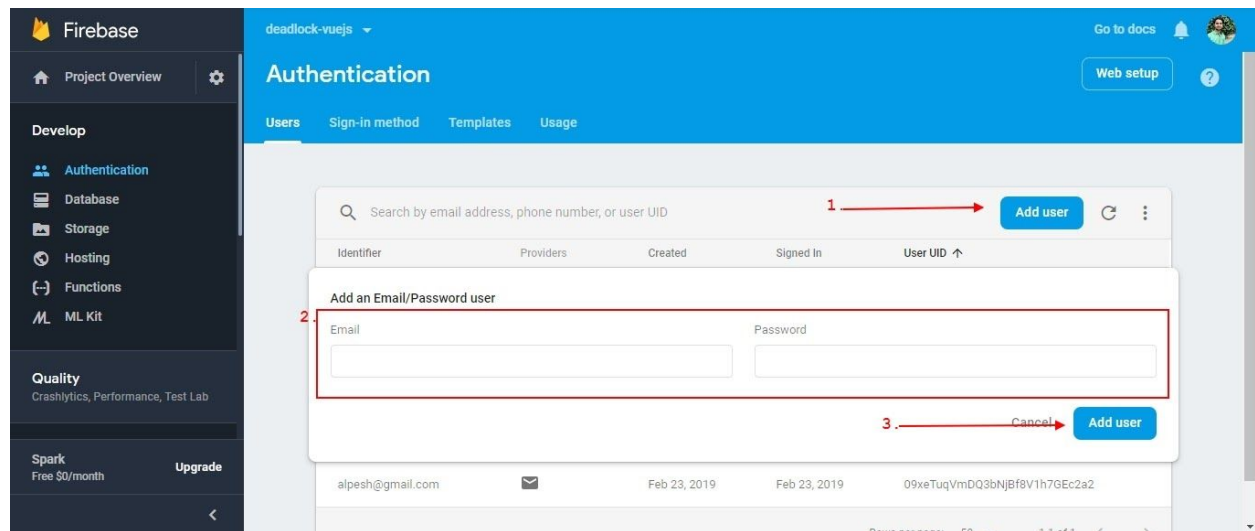 Firebase
deadlock-vuejs
Go to docs
Project Overview
Authentication
Web setup
Users Sign-in method Templates Usage
Develop
Authentication
Database
Storage
Hosting
Functions
ML Kit
Quality
Crashlytics, Performance, Test Lab
Spark
Free $0/month
Upgrade
Search by email address, phone number, or user UID
1.
Add user
Identifier Providers Created Signed In User UID
Add an Email/Password user
2.
Email Password
3.
Cancel Add user
alpesh@gmail.com Feb 23, 2019 Feb 23, 2019 09xeTuqVmDQ3bNjBf8V1h7GEc2a2